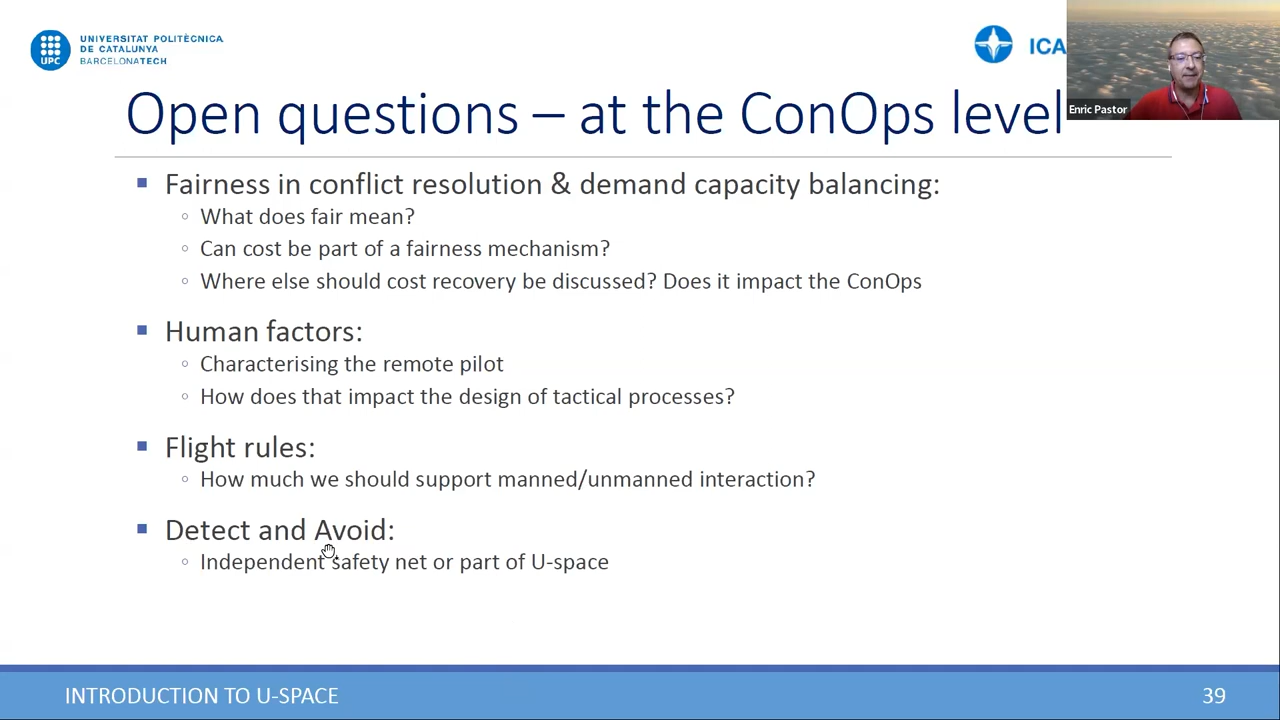 UNIVERSITAT POLITÈCNICA
DE CATALUNYA
BARCELONATECH
UPC
ICA
Enric Pastor
Open questions – at the ConOps level
Fairness in conflict resolution & demand capacity balancing:
What does fair mean?
Can cost be part of a fairness mechanism?
Where else should cost recovery be discussed? Does it impact the ConOps
Human factors:
Characterising the remote pilot
How does that impact the design of tactical processes?
Flight rules:
How much we should support manned/unmanned interaction?
Detect and Avoid:
Independent safety net or part of U-space
INTRODUCTION TO U-SPACE
39